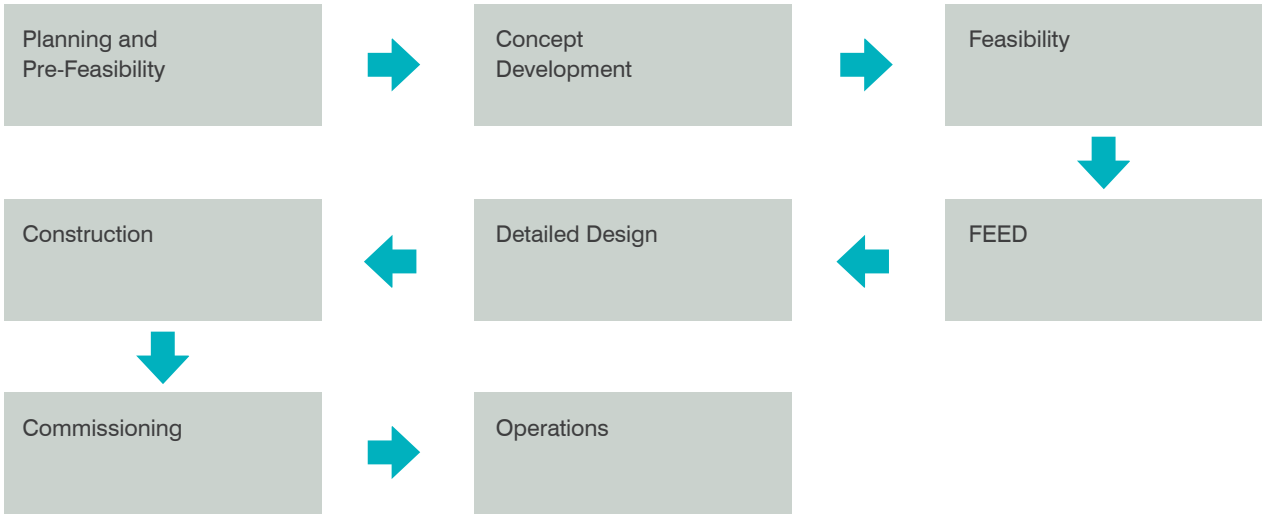 Planning and
Pre-Feasibility
Concept
Development
Feasibility
FEED
Detailed Design
Construction
Commissioning
Operations